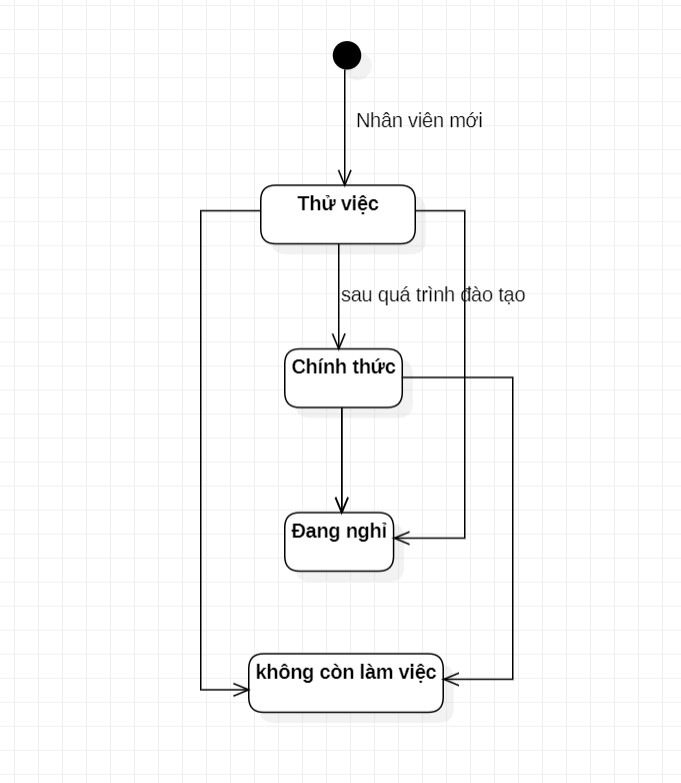 Nhân viên mới
Thử việc
sau quá trình đào tạo
Chính thức
Đang nghỉ
không còn làm việc